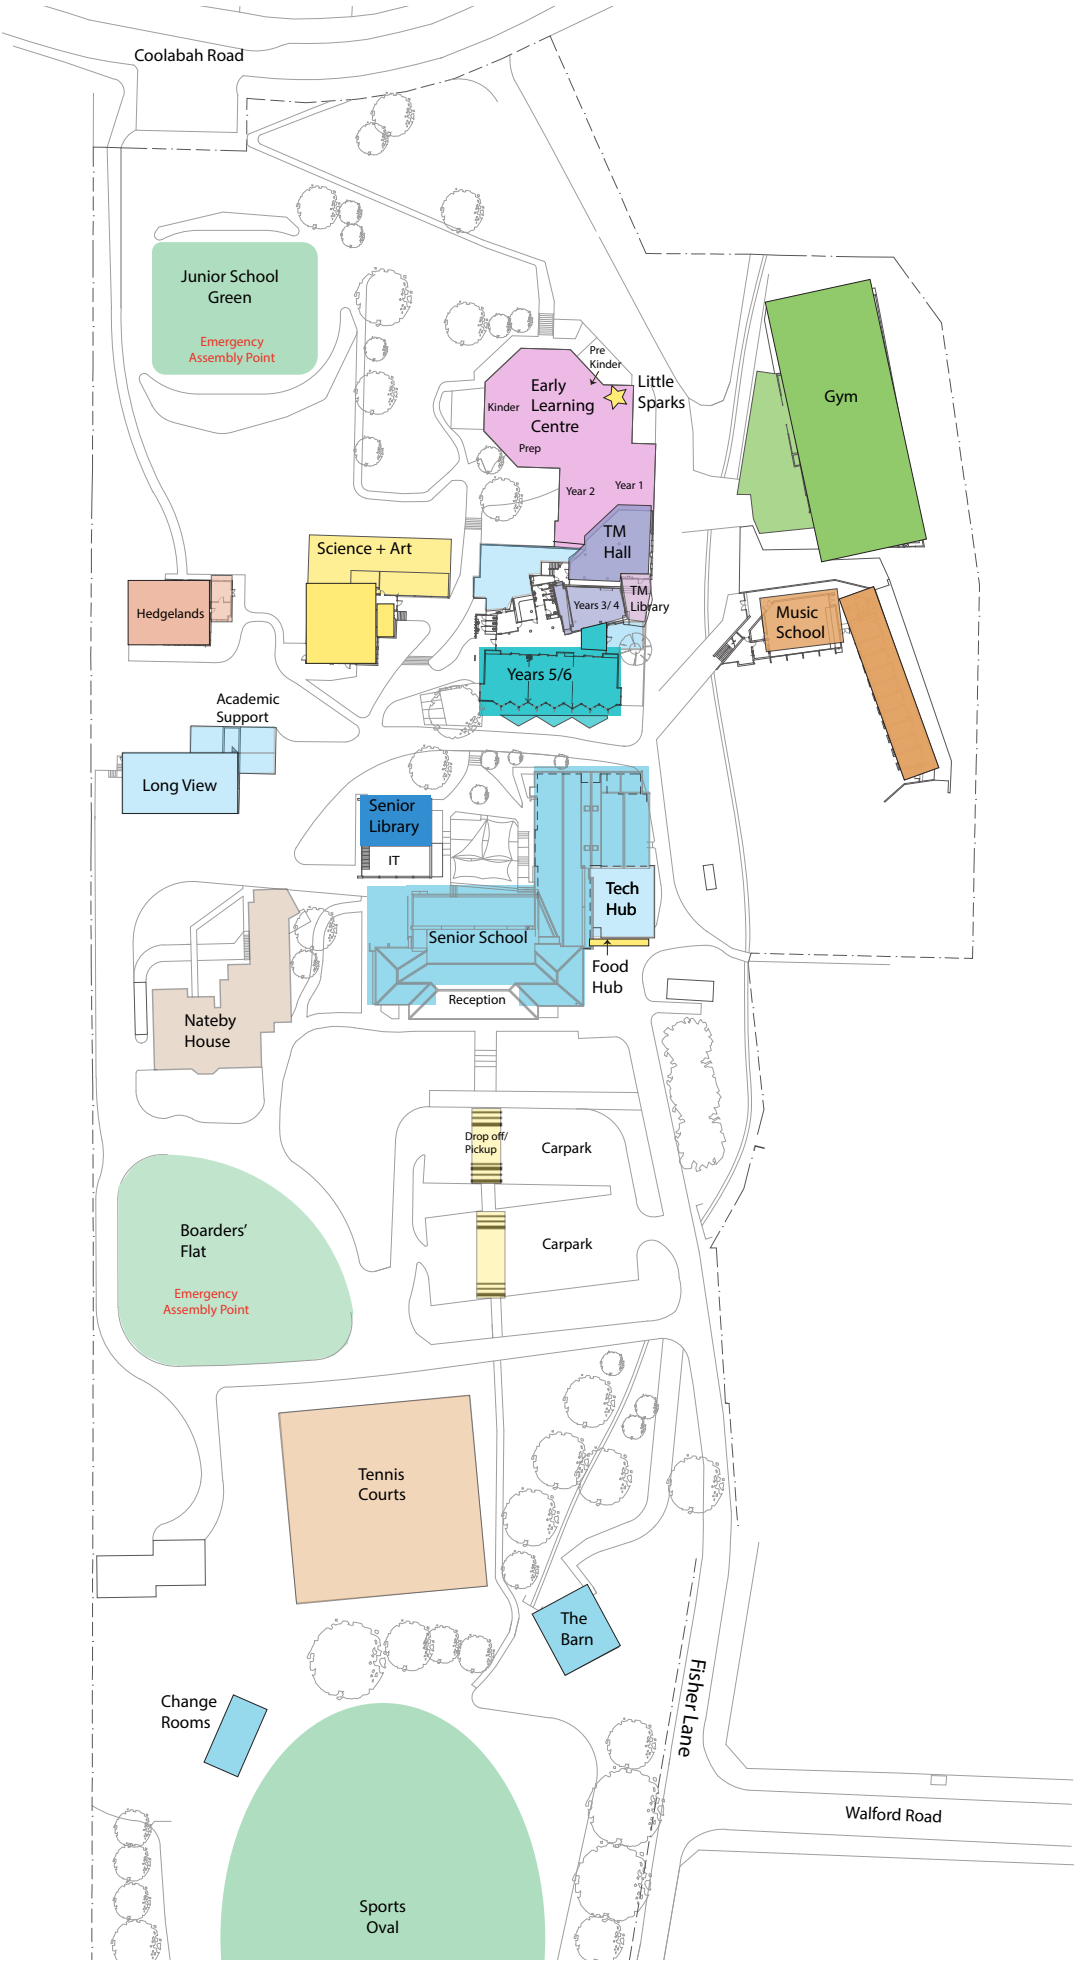 Coolabah Road
Junior School
Green
Emergency
Assembly Point
Pre
Kinder
Early
Learning
Centre
Little
Sparks
Kinder
Prep
Year 2
Year 1
Gym
TM
Hall
Science + Art
TM
Library
Years 3/ 4
Hedgelands
Music
School
Years 5/6
Academic
Support
Long View
Senior
Library
IT
Tech
Hub
Senior School
Food
Hub
Reception
Nateby
House
Drop off/
Pickup
Carpark
Boarders'
Flat
Carpark
Emergency
Assembly Point
Tennis
Courts
The
Barn
Fisher Lane
Change
Rooms
Walford Road
Sports
Oval